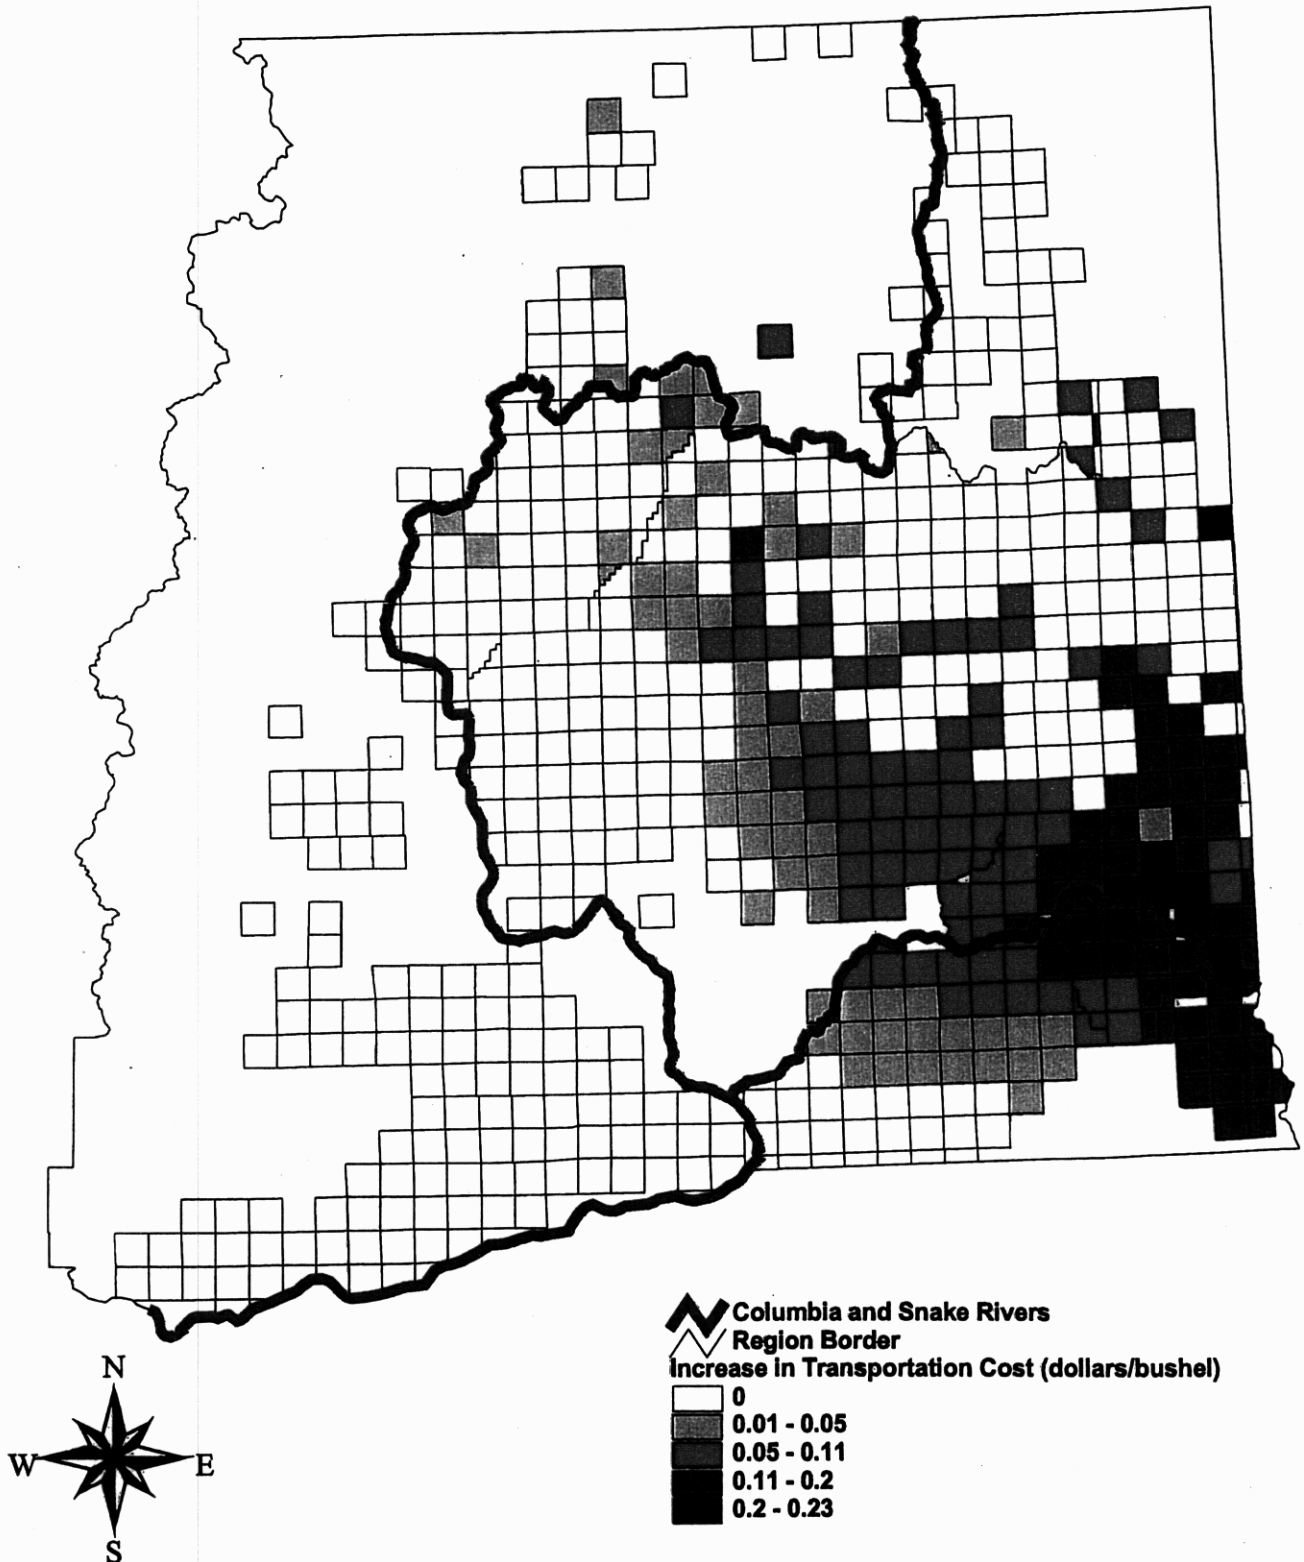 Columbia and Snake Rivers
Region Border
Increase in Transportation Cost (dollars/bushel)
0
0.01 - 0.05
0.05 - 0.11
0.11 - 0.2
0.2 - 0.23
N
W E
S